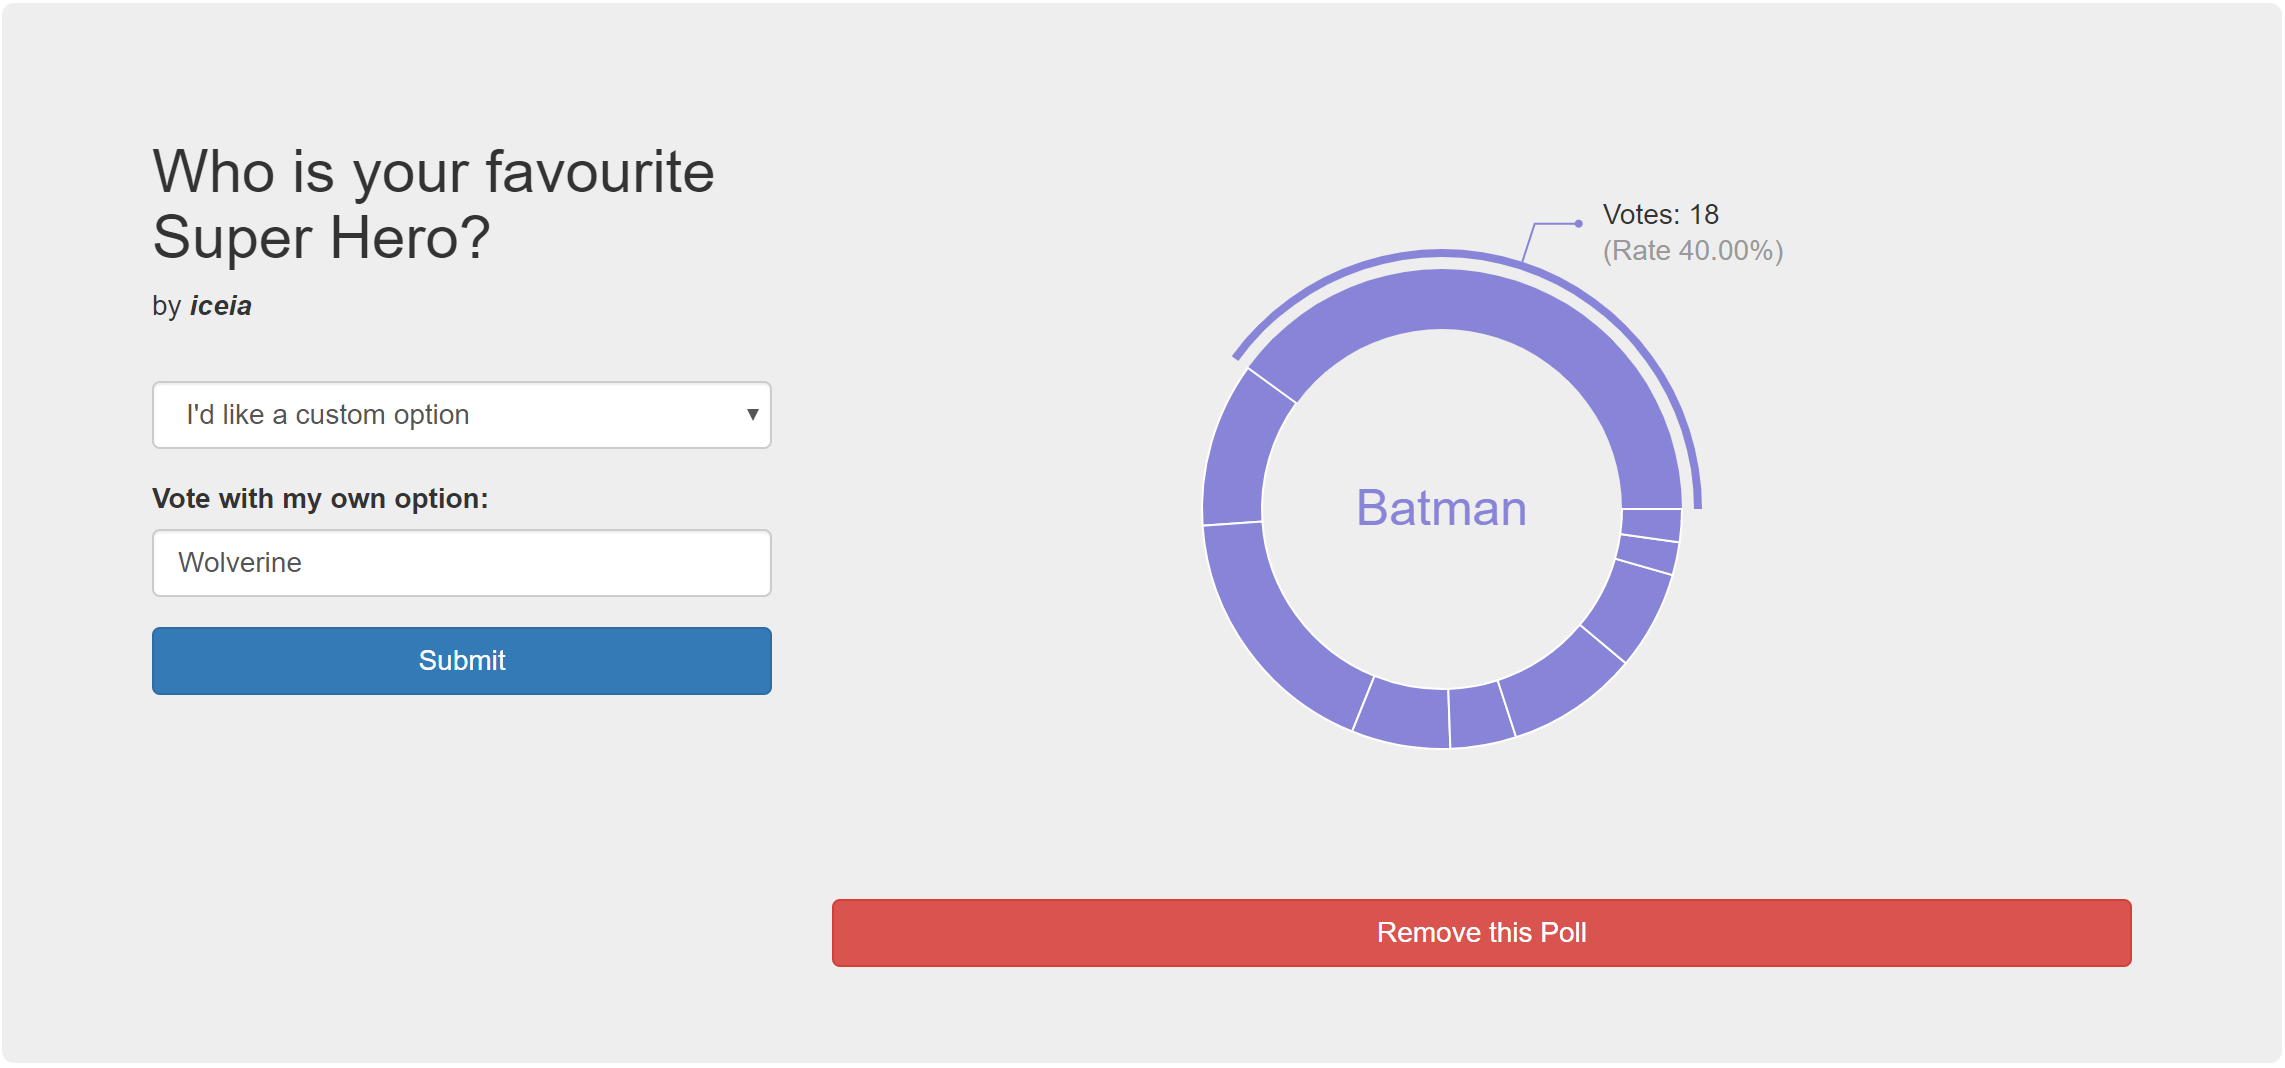 Who is your favourite
Super Hero?
by iceia
I'd like a custom option
Vote with my own option:
Wolverine
Submit
Votes: 18
(Rate 40.00%)
Batman
Remove this Poll